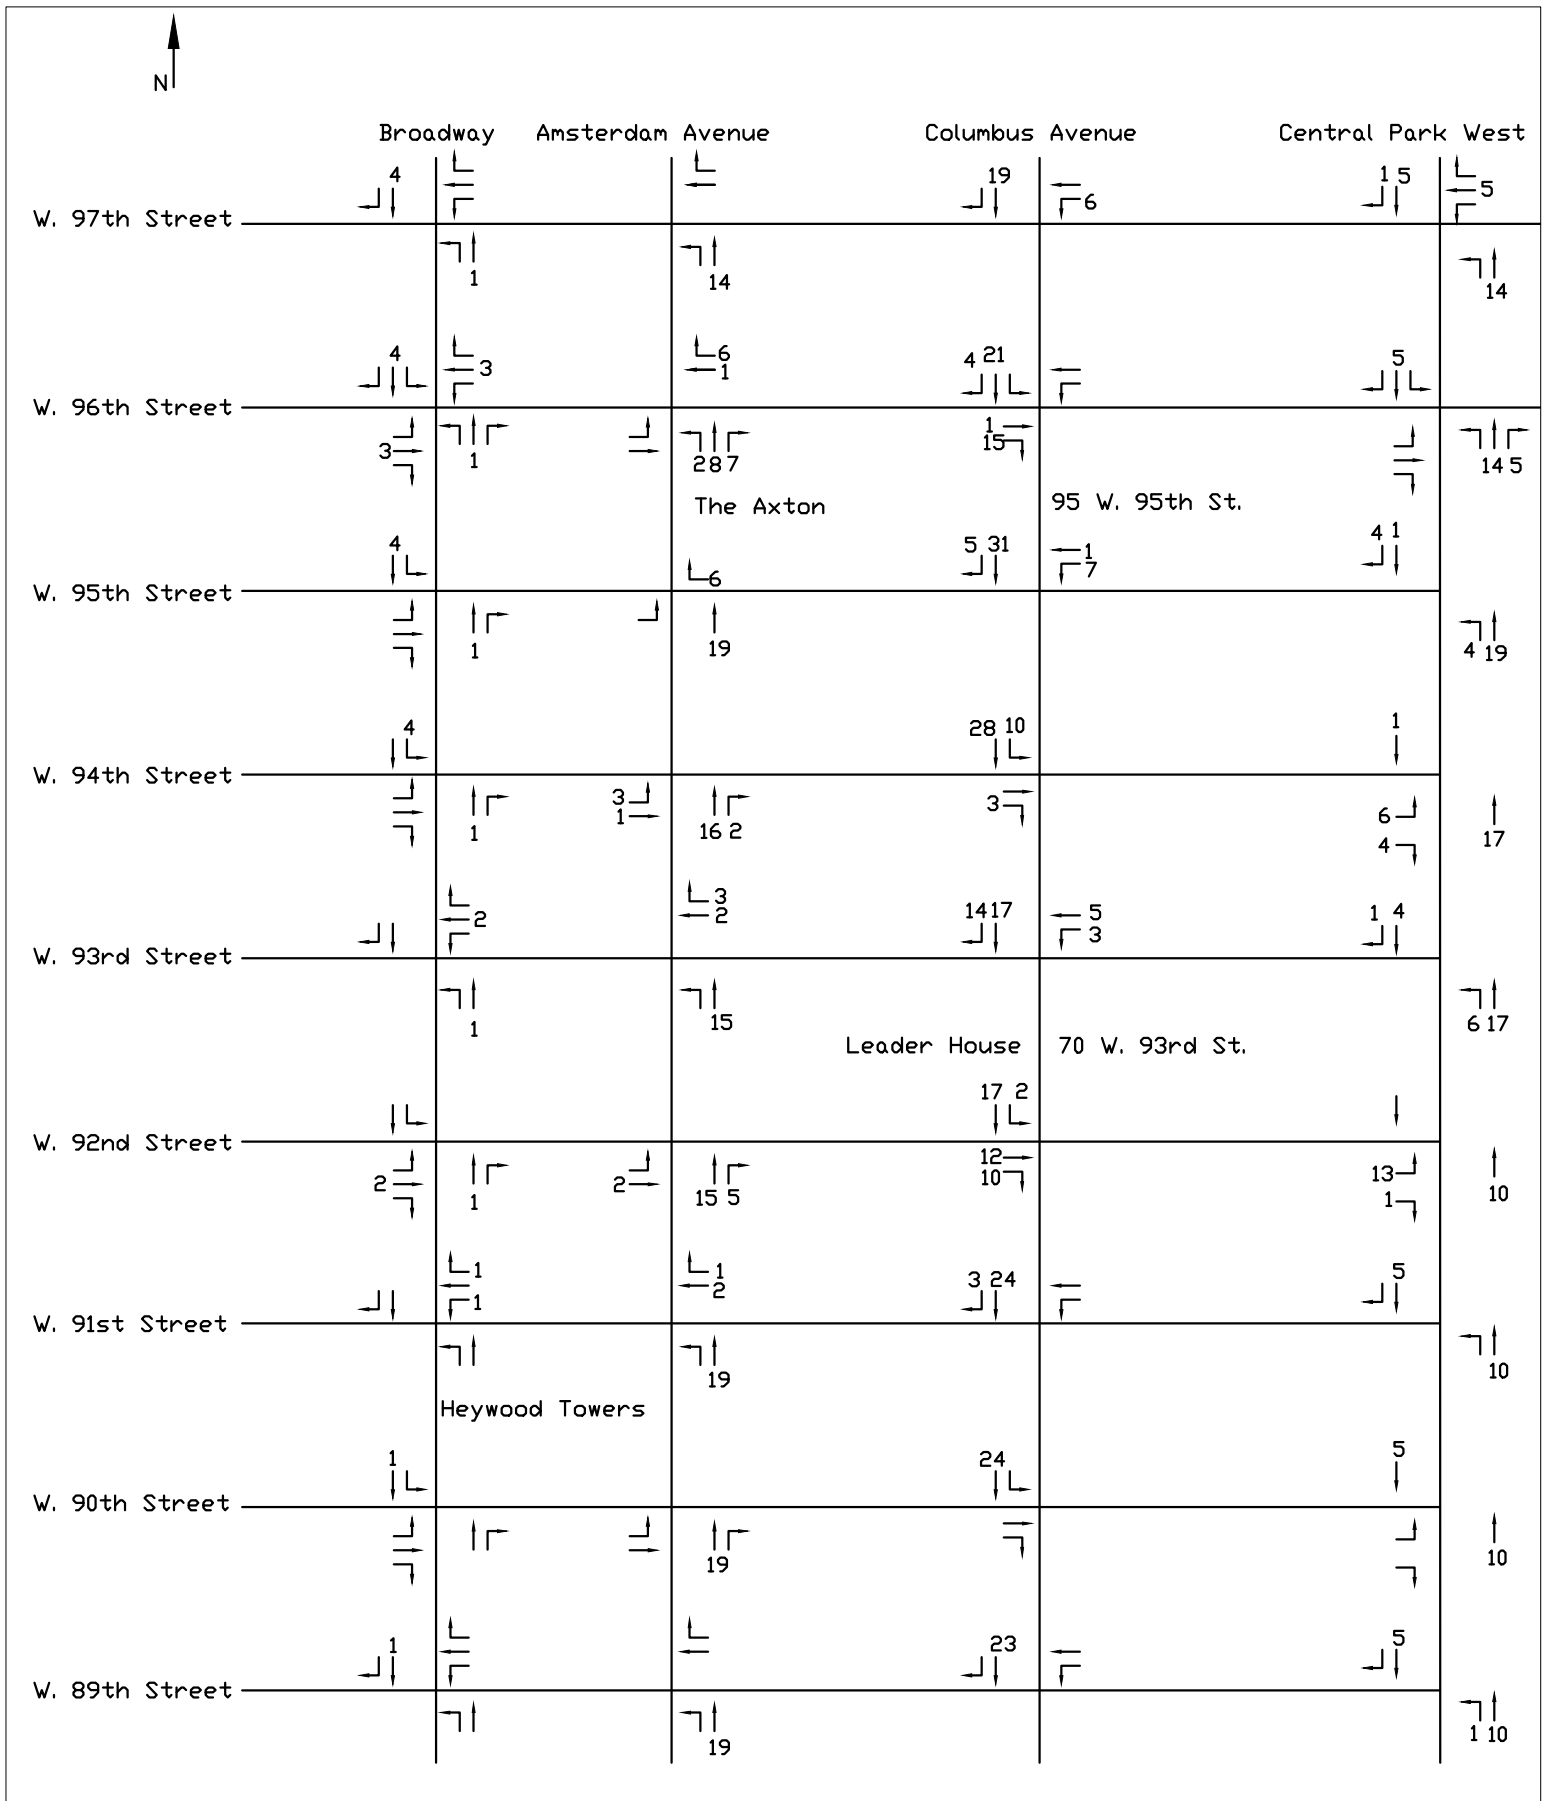 N
Broadway Amsterdam Avenue Columbus Avenue Central Park West
4 19 1 5
6 5
W. 97th Street
1 14 14
4 3 6 1 4 21 5
W. 96th Street
3 1 2 8 7 1 15 14 5
The Axton 95 W. 95th St.
4 6 5 31 1 7 4 1
W. 95th Street
1 19 4 19
4 28 10 1
W. 94th Street
1 3 1 16 2 3 6 4 17
2 3 2 14 17 5 3 1 4
W. 93rd Street
1 15 6 17
Leader House 70 W. 93rd St.
17 2
W. 92nd Street
2 1 2 15 5 12 10 13 1 10
1 1 1 2 3 24 5
W. 91st Street
19 10
Heywood Towers
1 24 5
W. 90th Street
19 10
1 23 5
W. 89th Street
19 1 10